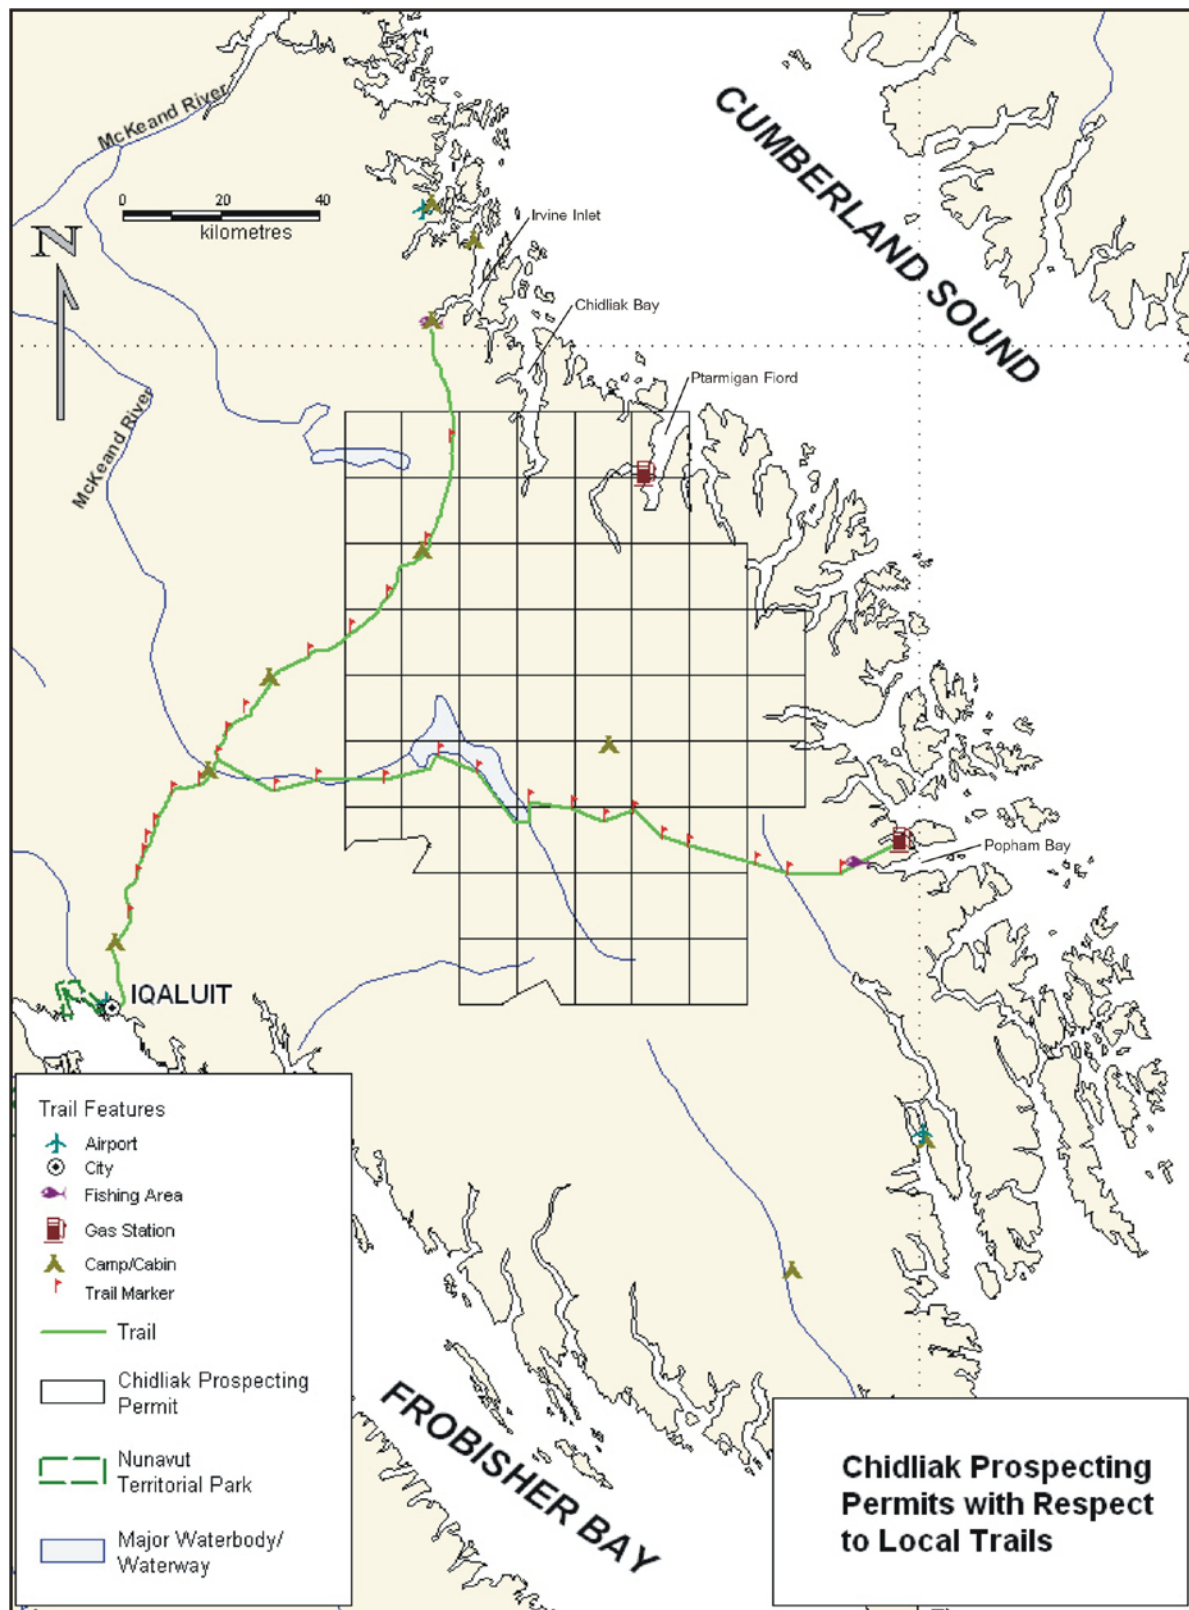 CUMBERLAND SOUND
McKeand River
0 20 40
kilometres
N
Irvine Inlet
Chidliak Bay
Ptarmigan Fiord
McKeand River
Popham Bay
IQALUIT
Trail Features
Airport
City
Fishing Area
Gas Station
Camp/Cabin
Trail Marker
Trail
Chidliak Prospecting
Permit
Nunavut
Territorial Park
Major Waterbody/
Waterway
FROBISHER BAY
Chidliak Prospecting
Permits with Respect
to Local Trails